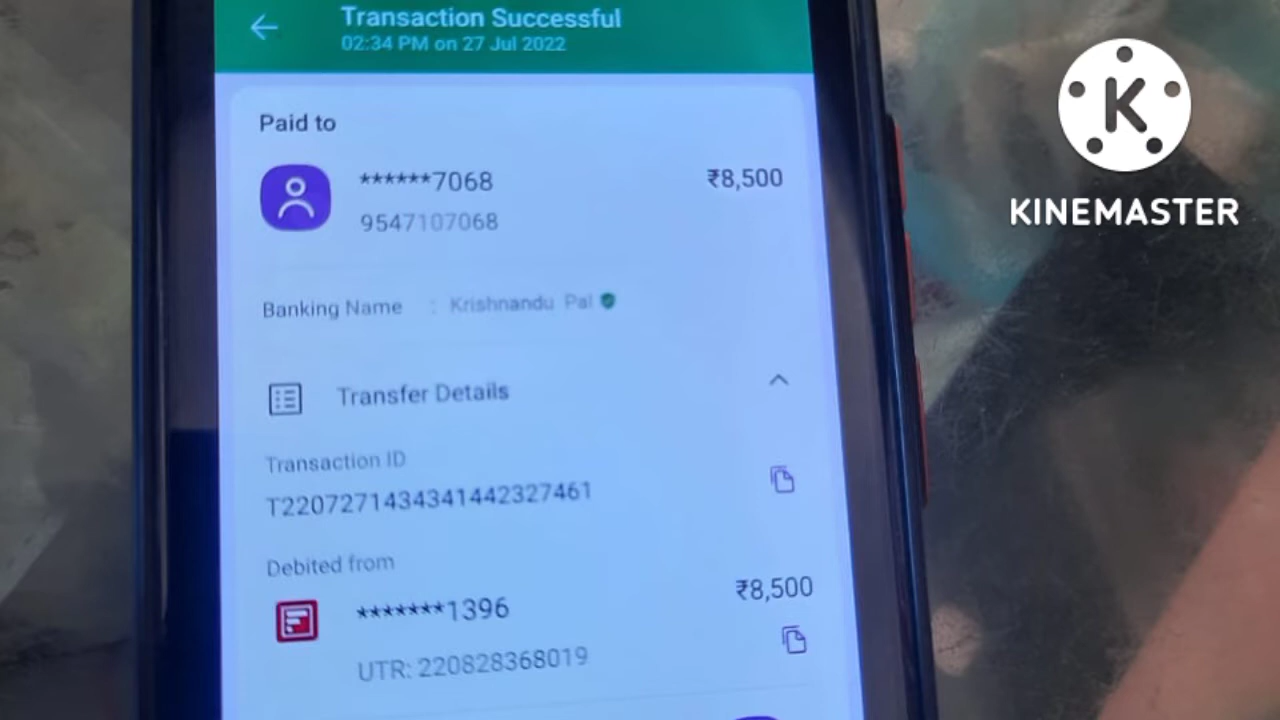 Transaction Successful
02:34 PM on 27 Jul 2022
Paid to
******7068
₹8,500
9547107068
Banking Name : Krishnandu Pal
Transfer Details
Transaction ID
T2207271434341442327461
Debited from
*******1396
₹8,500
UTR: 220828368019
K
KINEMASTER